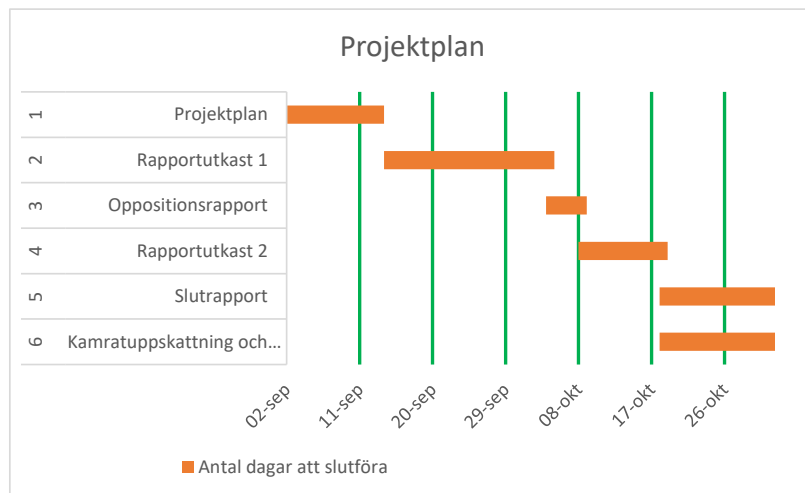 Projektplan
1 Projektplan
2 Rapportutkast 1
3 Oppositionsrapport
4 Rapportutkast 2
5 Slutrapport
6 Kamratuppskattning och...
02-sep 11-sep 20-sep 29-sep 08-okt 17-okt 26-okt
Antal dagar att slutföra